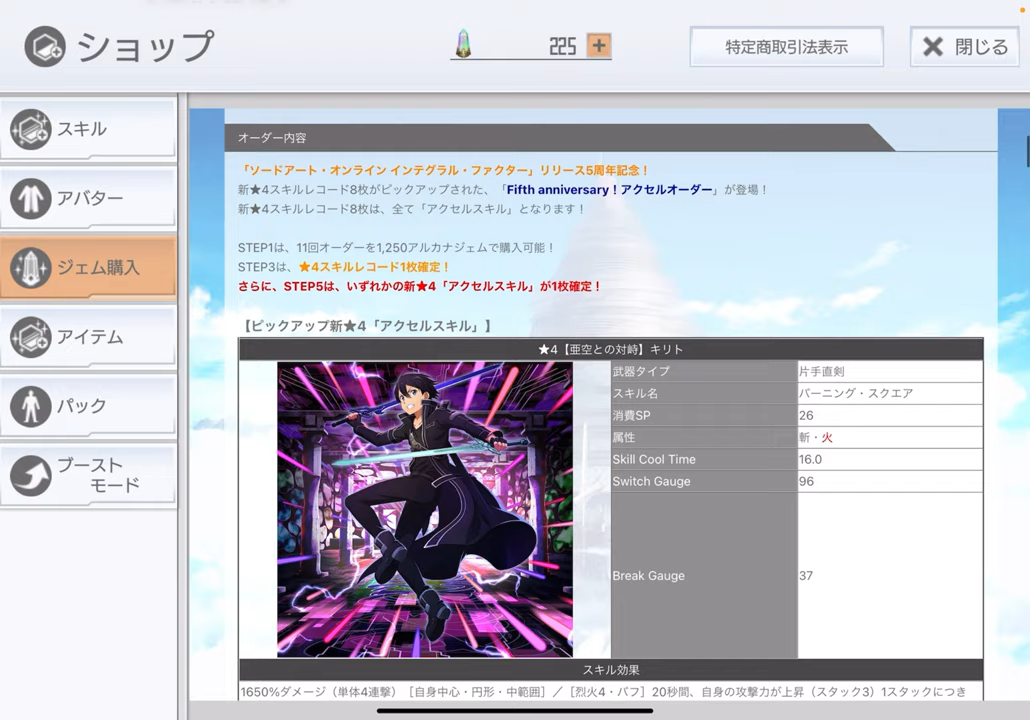 ショップ
225
特定商取引法表示
閉じる
スキル
アバター
ジェム購入
アイテム
パック
ブースト
モード
オーダー内容
「ソードアート・オンライン インテグラル・ファクター」リリース5周年記念！
新★4スキルレコード8枚がピックアップされた、「Fifth anniversary！アクセルオーダー」が登場！
新★4スキルレコード8枚は、全て「アクセルスキル」となります！
STEP1は、11回オーダーを1,250アルカナジェムで購入可能！
STEP3は、★4スキルレコード1枚確定！
さらに、STEP5は、いずれかの新★4「アクセルスキル」が1枚確定！
【ピックアップ新★4「アクセルスキル」】
★4【亜空との対峙】キリト
武器タイプ 片手直剣
スキル名 バーニング・スクエア
消費SP 26
属性 斬・火
Skill Cool Time 16.0
Switch Gauge 96
Break Gauge 37
スキル効果
1650%ダメージ（単体4連撃）［自身中心・円形・中範囲］／［烈火4・バフ］20秒間、自身の攻撃力が上昇（スタック3）1スタックにつき